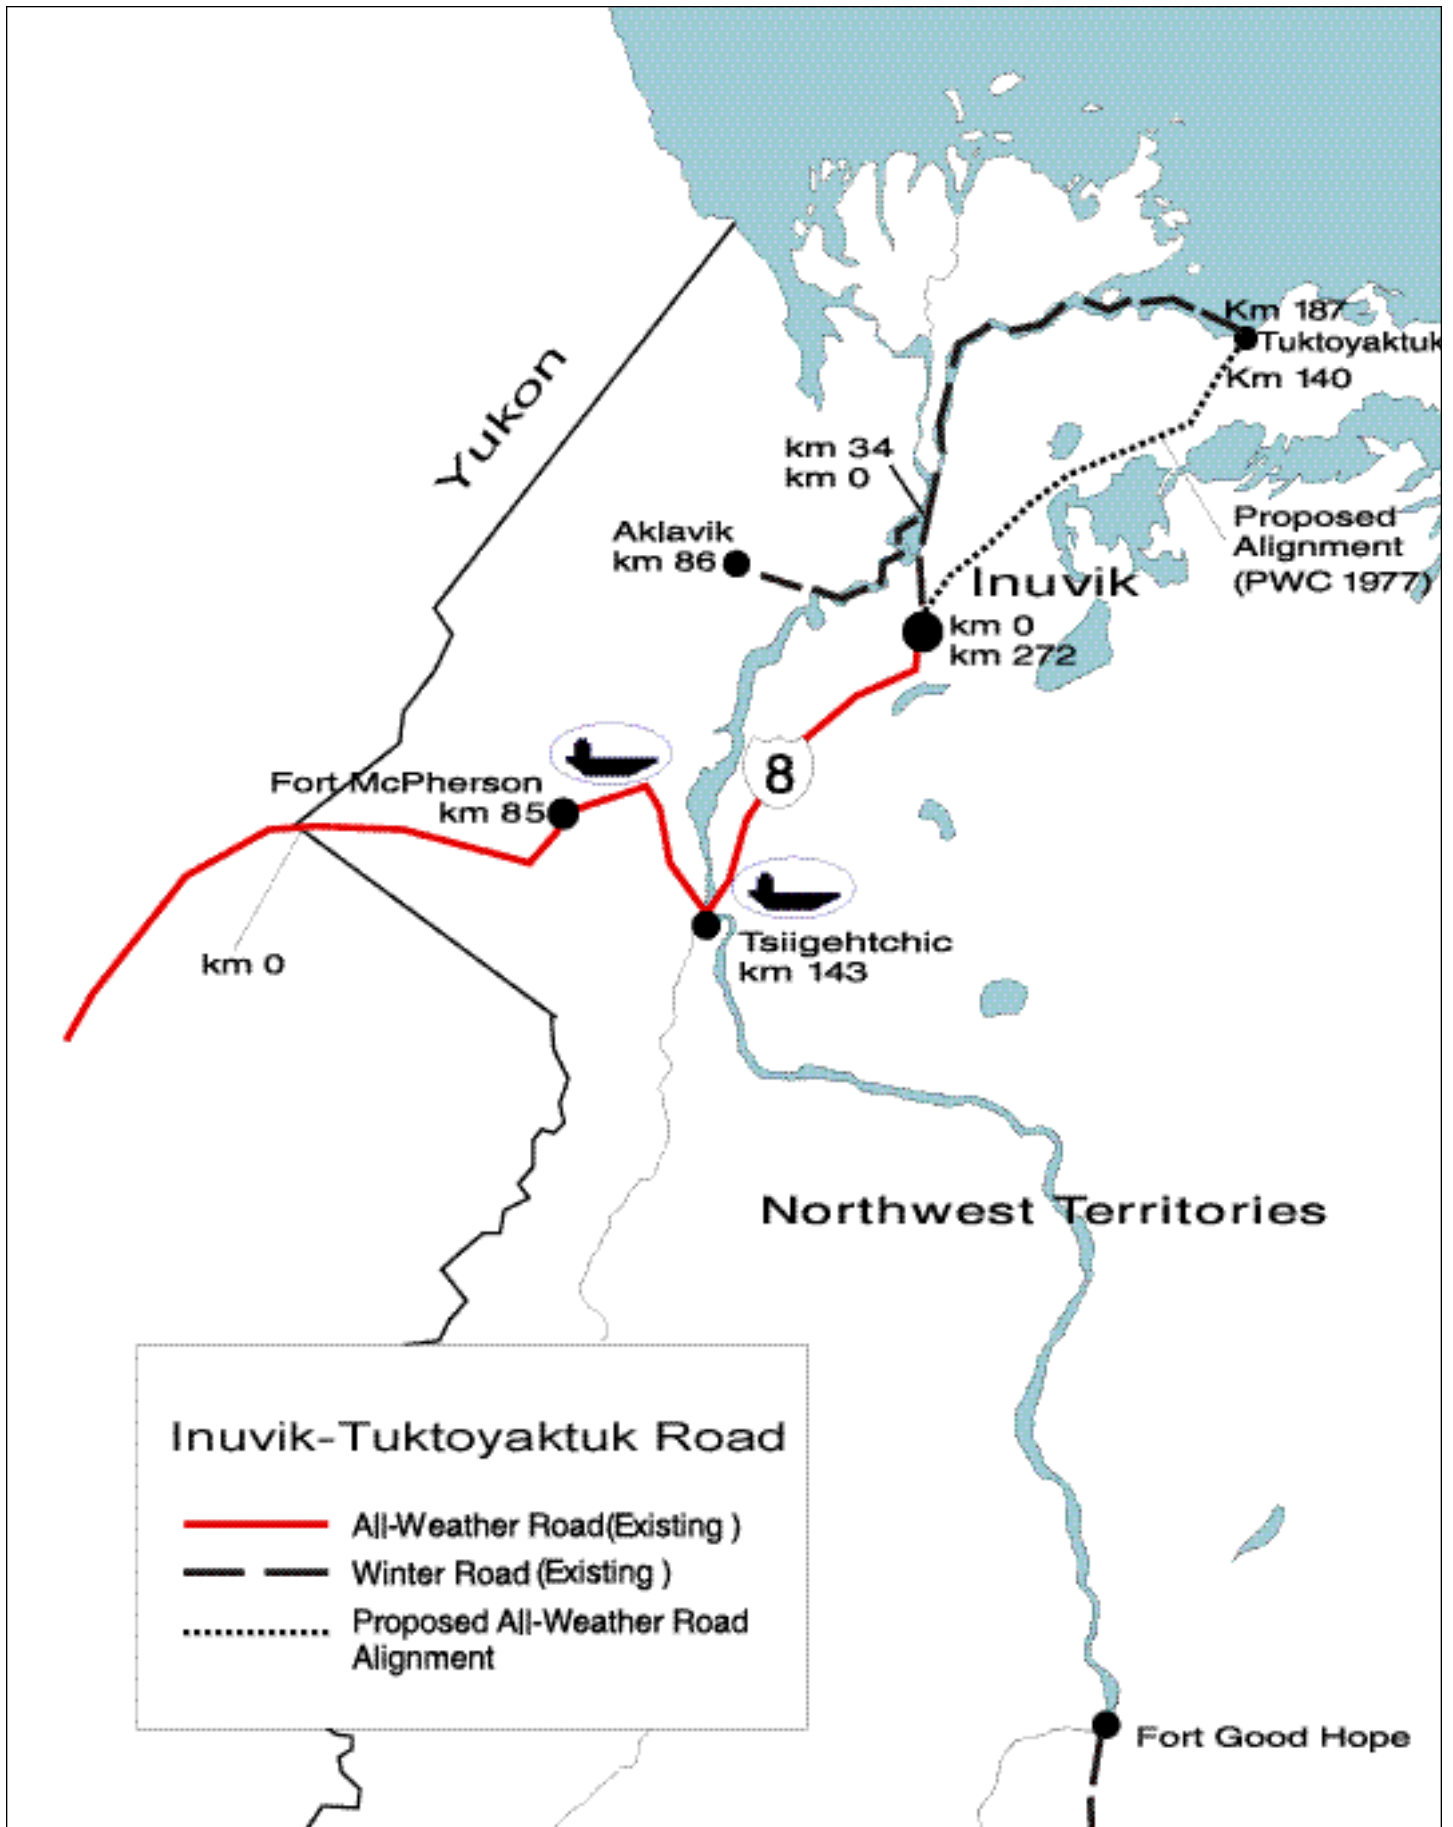 Yukon
Km 187
Tuktoyaktuk
Km 140
km 34
km 0
Proposed
Alignment
(PWC 1977)
Aklavik
km 86
Inuvik
km 0
km 272
8
Fort McPherson
km 85
Tsiigehtchic
km 143
km 0
Northwest Territories
Inuvik-Tuktoyaktuk Road
All-Weather Road(Existing )
Winter Road (Existing )
Proposed All-Weather Road
Alignment
Fort Good Hope